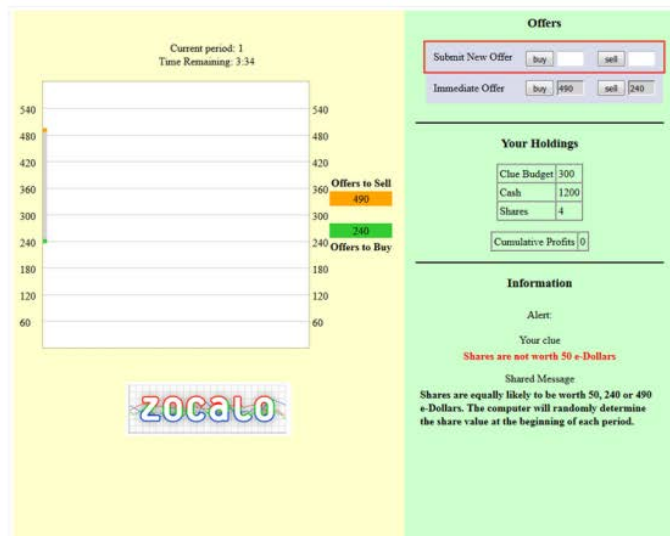 Current period: 1
Time Remaining: 3:34
540
480
420
360
300
240
180
120
60
540
480
420
360
300
240
180
120
60
Offers to Sell
490
240
Offers to Buy
ZOCALO
Offers
Submit New Offer buy sell
Immediate Offer buy 490 sell 240
Your Holdings
Clue Budget 300
Cash 1200
Shares 4
Cumulative Profits 0
Information
Alert:
Your clue
Shares are not worth 50 e-Dollars
Shared Message
Shares are equally likely to be worth 50, 240 or 490
e-Dollars. The computer will randomly determine
the share value at the beginning of each period.